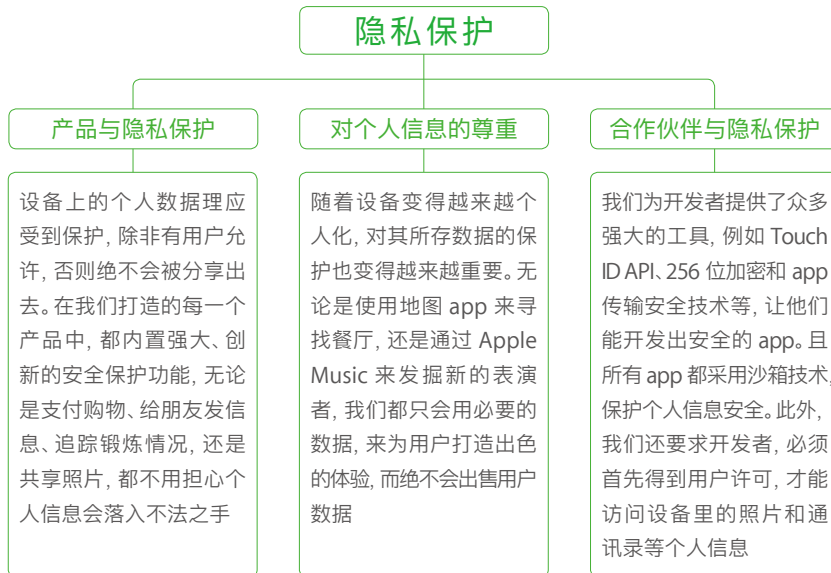 隐私保护
产品与隐私保护
设备上的个人数据理应
受到保护, 除非有用户允
许, 否则绝不会被分享出
去。在我们打造的每一个
产品中, 都内置强大、创
新的安全保护功能, 无论
是支付购物、给朋友发信
息、追踪锻炼情况, 还是
共享照片, 都不用担心个
人信息会落入不法之手
对个人信息的尊重
随着设备变得越来越个
人化, 对其所存数据的保
护也变得越来越重要。无
论是使用地图 app 来寻
找餐厅, 还是通过 Apple
Music 来发掘新的表演
者, 我们都只会用必要的
数据, 来为用户打造出色
的体验, 而绝不会出售用户
数据
合作伙伴与隐私保护
我们为开发者提供了众多
强大的工具, 例如 Touch
ID API、256 位加密和 app
传输安全技术等, 让他们
能开发出安全的 app。且
所有 app 都采用沙箱技术,
保护个人信息安全。此外,
我们还要求开发者, 必须
首先得到用户许可, 才能
访问设备里的照片和通
讯录等个人信息